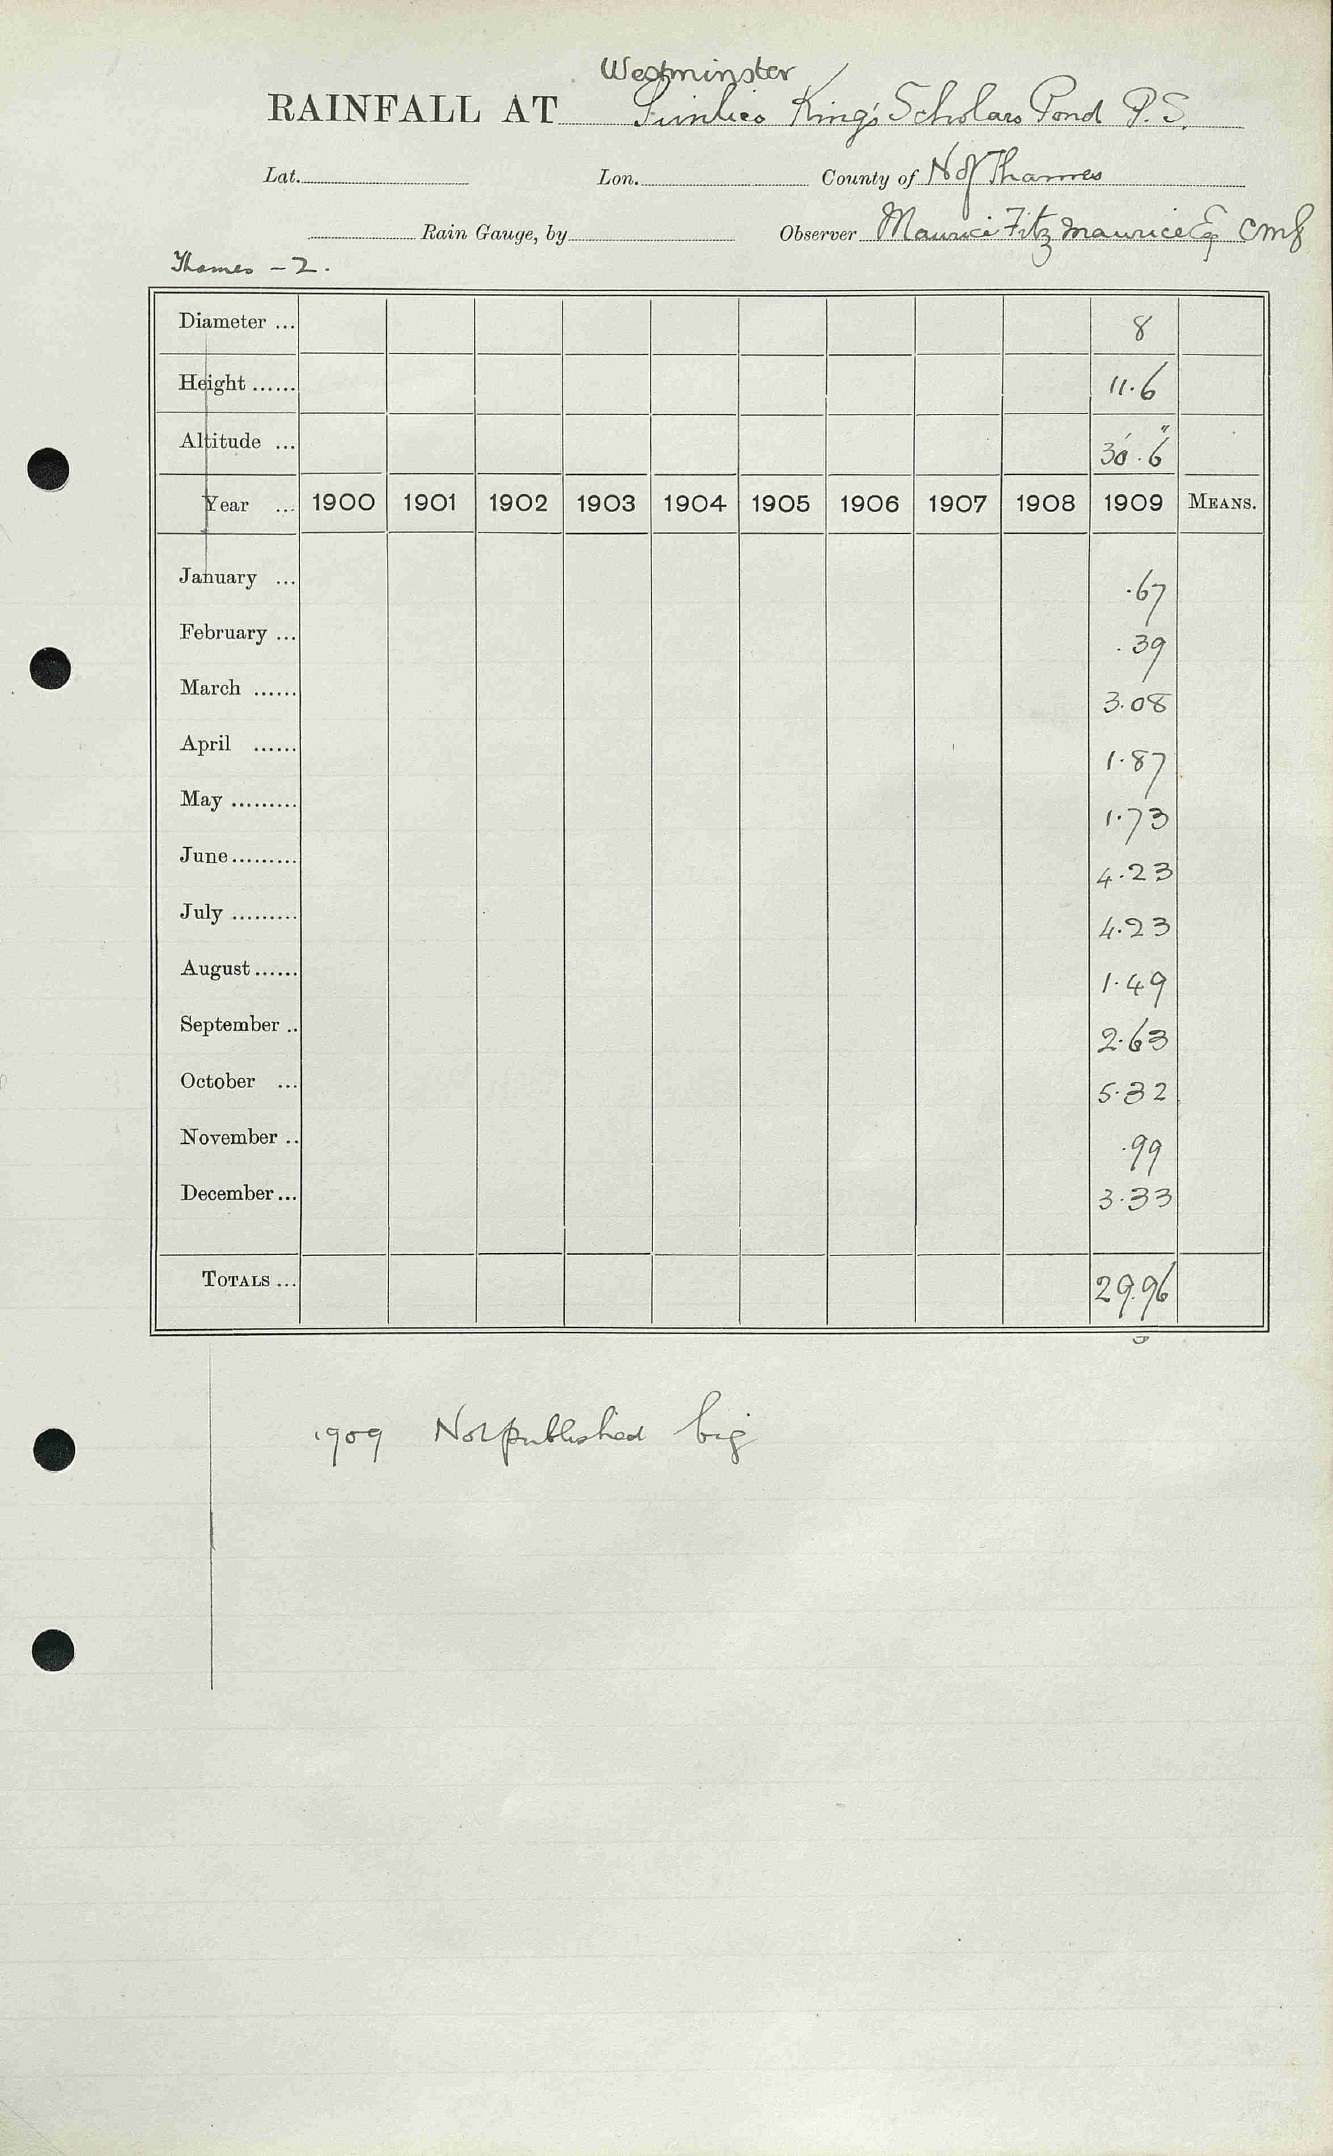 Westminster
RAINFALL AT Pimlico King's Scholars Pond P.S.
Lat. Lon. County of N of Thames
Rain Gauge, by Observer Maurice Fitzmaurice Esq CMG
Thames - 2.
Diameter ... 8
Height ...... 11.6
Altitude ... 30'.6"
Year ... 1900 1901 1902 1903 1904 1905 1906 1907 1908 1909 MEANS.
January ... .67
February ... .39
March ...... 3.08
April ...... 1.87
May ......... 1.73
June ......... 4.23
July ......... 4.23
August ...... 1.49
September .. 2.63
October ... 5.32
November .. .99
December ... 3.33
TOTALS ... 29.96
1909 Not published big